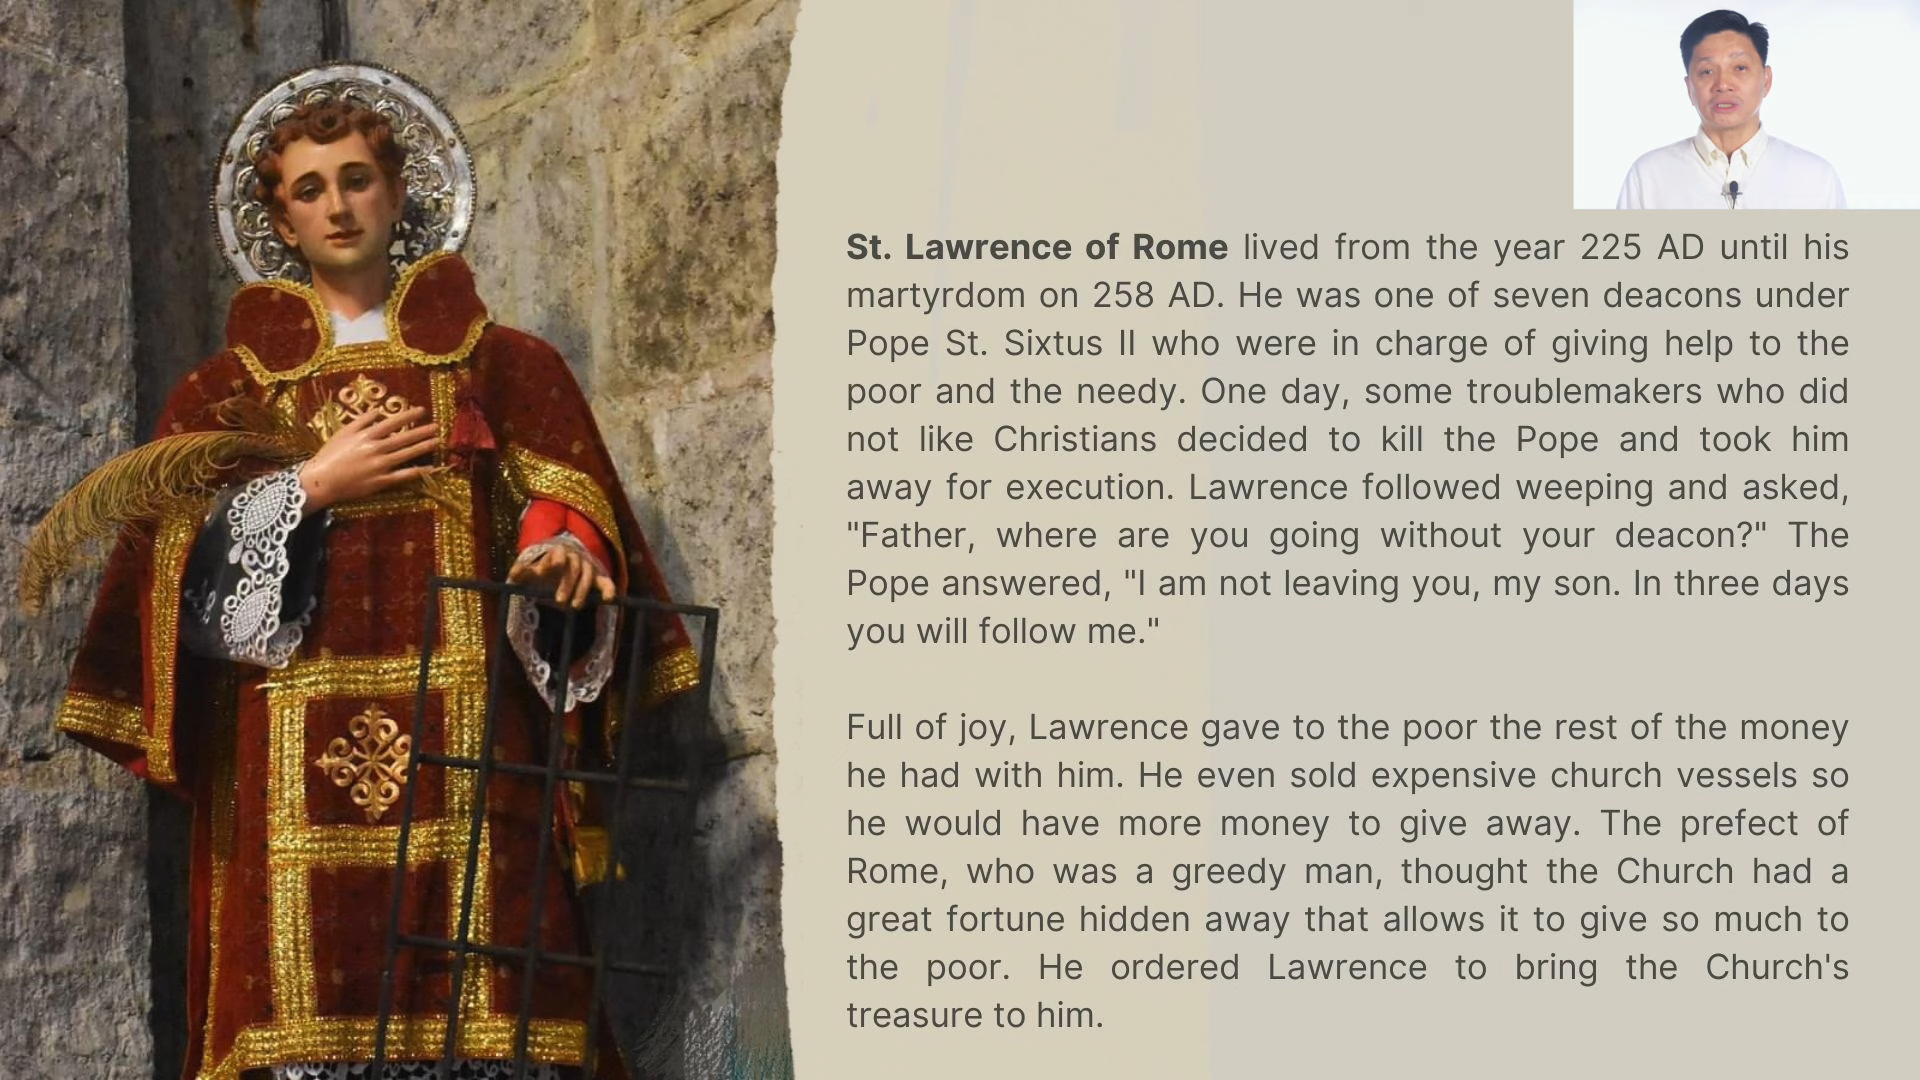 St. Lawrence of Rome lived from the year 225 AD until his
martyrdom on 258 AD. He was one of seven deacons under
Pope St. Sixtus II who were in charge of giving help to the
poor and the needy. One day, some troublemakers who did
not like Christians decided to kill the Pope and took him
away for execution. Lawrence followed weeping and asked,
"Father, where are you going without your deacon?" The
Pope answered, "I am not leaving you, my son. In three days
you will follow me."
Full of joy, Lawrence gave to the poor the rest of the money
he had with him. He even sold expensive church vessels so
he would have more money to give away. The prefect of
Rome, who was a greedy man, thought the Church had a
great fortune hidden away that allows it to give so much to
the poor. He ordered Lawrence to bring the Church's
treasure to him.